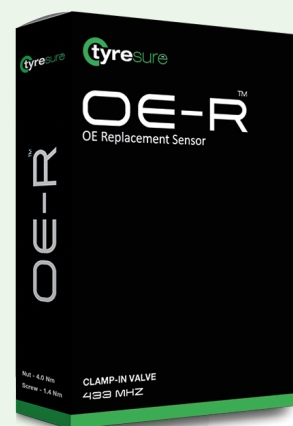 tyresure
OE-R™
Nut - 4.0 Nm
Screw - 1.4 Nm
tyresure
OE-R™
OE Replacement Sensor
CLAMP-IN VALVE
433 MHZ